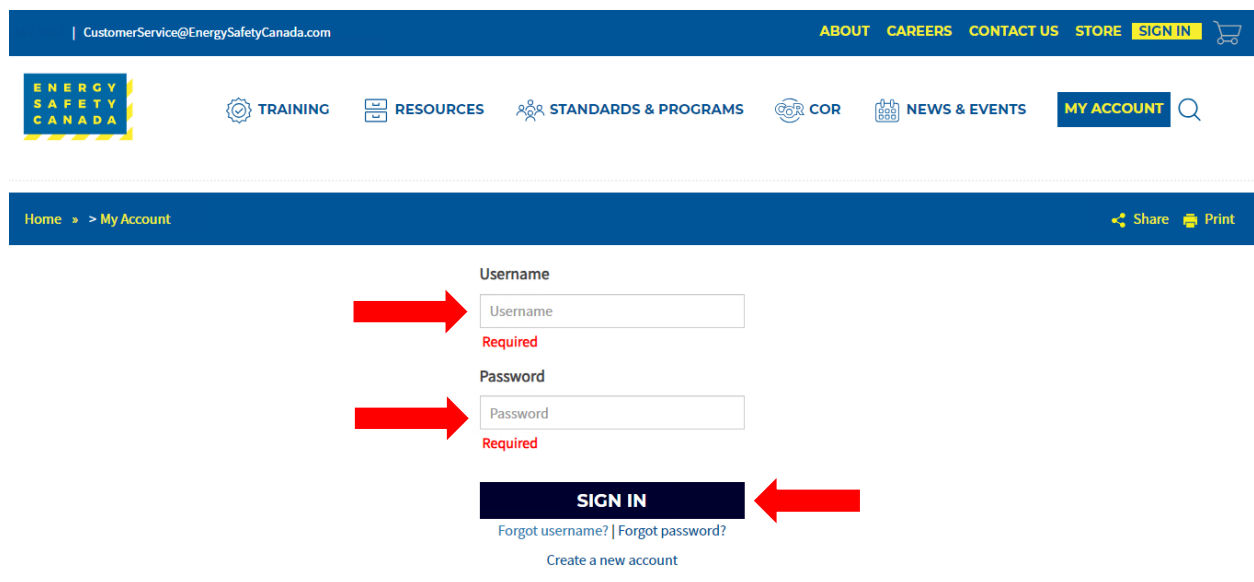 | CustomerService@EnergySafetyCanada.com ABOUT CAREERS CONTACT US STORE SIGN IN
ENERGY
SAFETY
CANADA
TRAINING RESOURCES STANDARDS & PROGRAMS COR COR NEWS & EVENTS MY ACCOUNT
Home » > My Account Share Print
Username
Username
Required
Password
Password
Required
SIGN IN
Forgot username? | Forgot password?
Create a new account